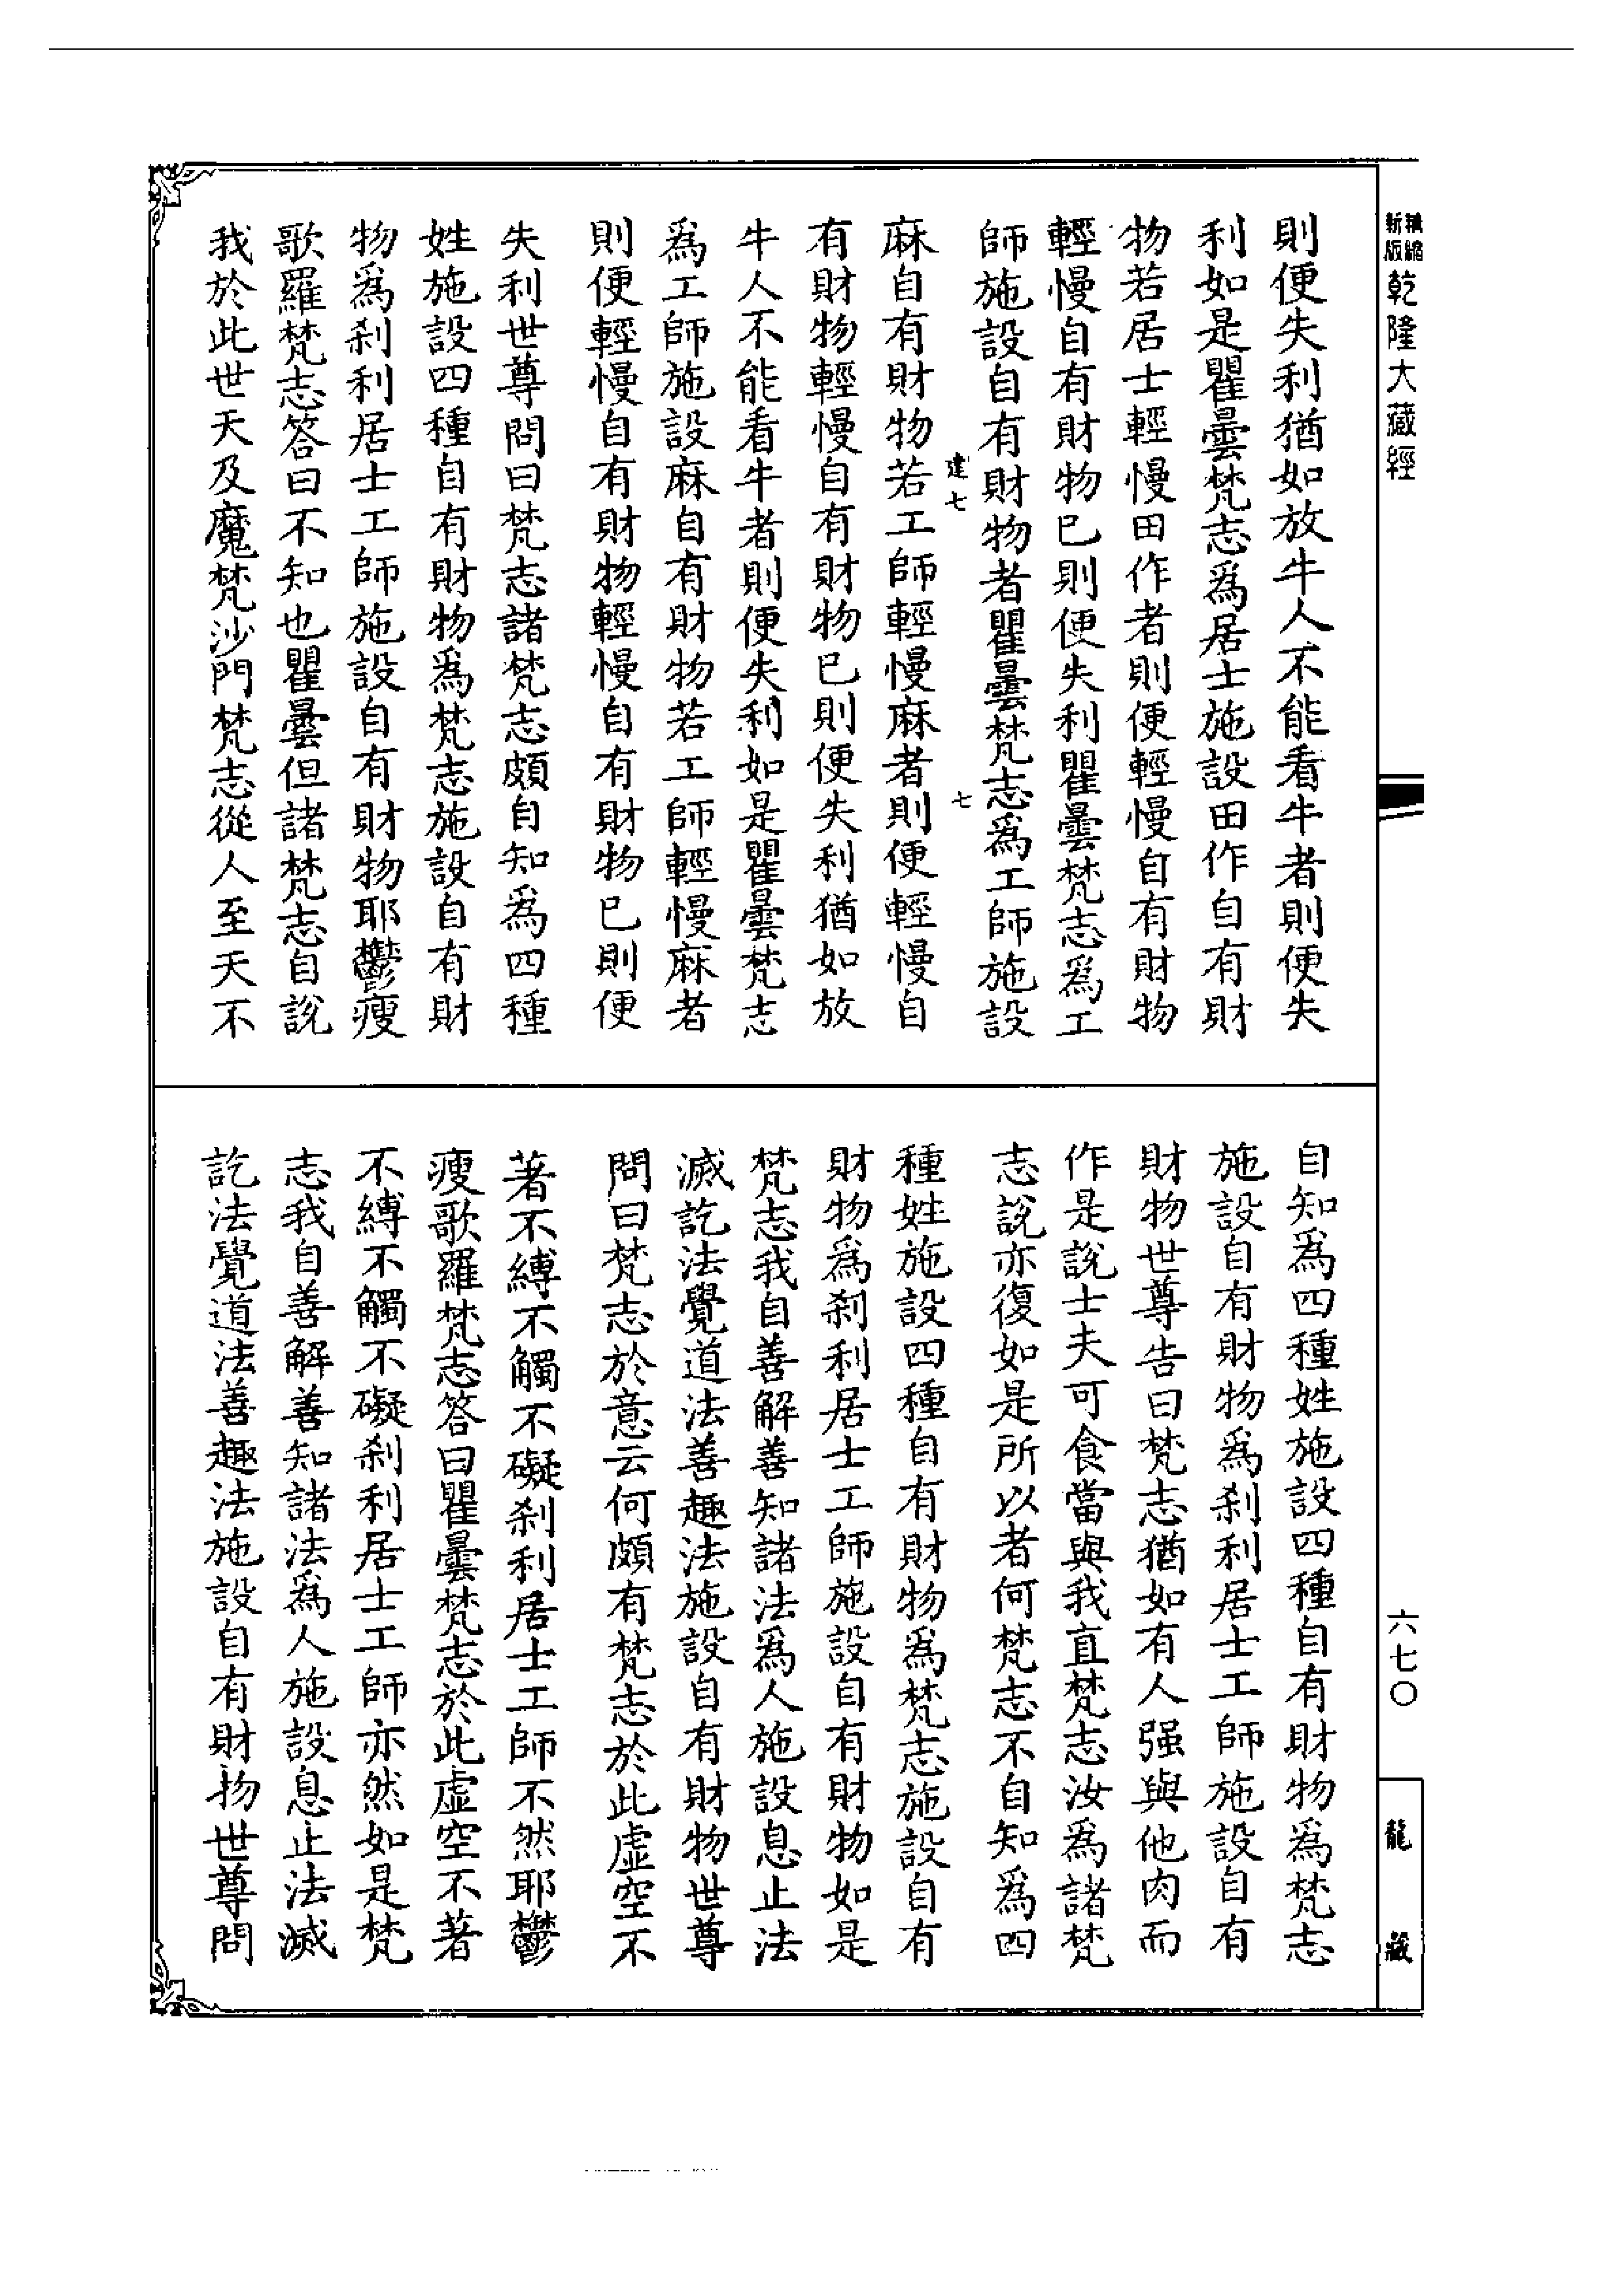 精縮
新版
乾隆大藏經
六七〇
龍藏
則便失利猶如放牛人不能看牛者則便失
利如是瞿曇梵志爲居士施設田作自有財
物若居士輕慢田作者則便輕慢自有財物
輕慢自有財物已則便失利瞿曇梵志爲工
師施設自有財物者瞿曇梵志爲工師施設
建七
七
麻自有財物若工師輕慢麻者則便輕慢自
有財物輕慢自有財物已則便失利猶如放
牛人不能看牛者則便失利如是瞿曇梵志
爲工師施設麻自有財物若工師輕慢麻者
則便輕慢自有財物輕慢自有財物已則便
失利世尊問曰梵志諸梵志頗自知爲四種
姓施設四種自有財物爲梵志施設自有財
物爲刹利居士工師施設自有財物耶鬱瘦
歌羅梵志答曰不知也瞿曇但諸梵志自說
我於此世天及魔梵沙門梵志從人至天不
自知爲四種姓施設四種自有財物爲梵志
施設自有財物爲刹利居士工師施設自有
財物世尊告曰梵志猶如有人强與他肉而
作是說士夫可食當與我直梵志汝爲諸梵
志說亦復如是所以者何梵志不自知爲四
種姓施設四種自有財物爲梵志施設自有
財物爲刹利居士工師施設自有財物如是
梵志我自善解善知諸法爲人施設息止法
滅訖法覺道法善趣法施設自有財物世尊
問曰梵志於意云何頗有梵志於此虛空不
著不縛不觸不礙刹利居士工師不然耶鬱
瘦歌羅梵志答曰瞿曇梵志於此虛空不著
不縛不觸不礙刹利居士工師亦然如是梵
志我自善解善知諸法爲人施設息止法滅
訖法覺道法善趣法施設自有財物世尊問